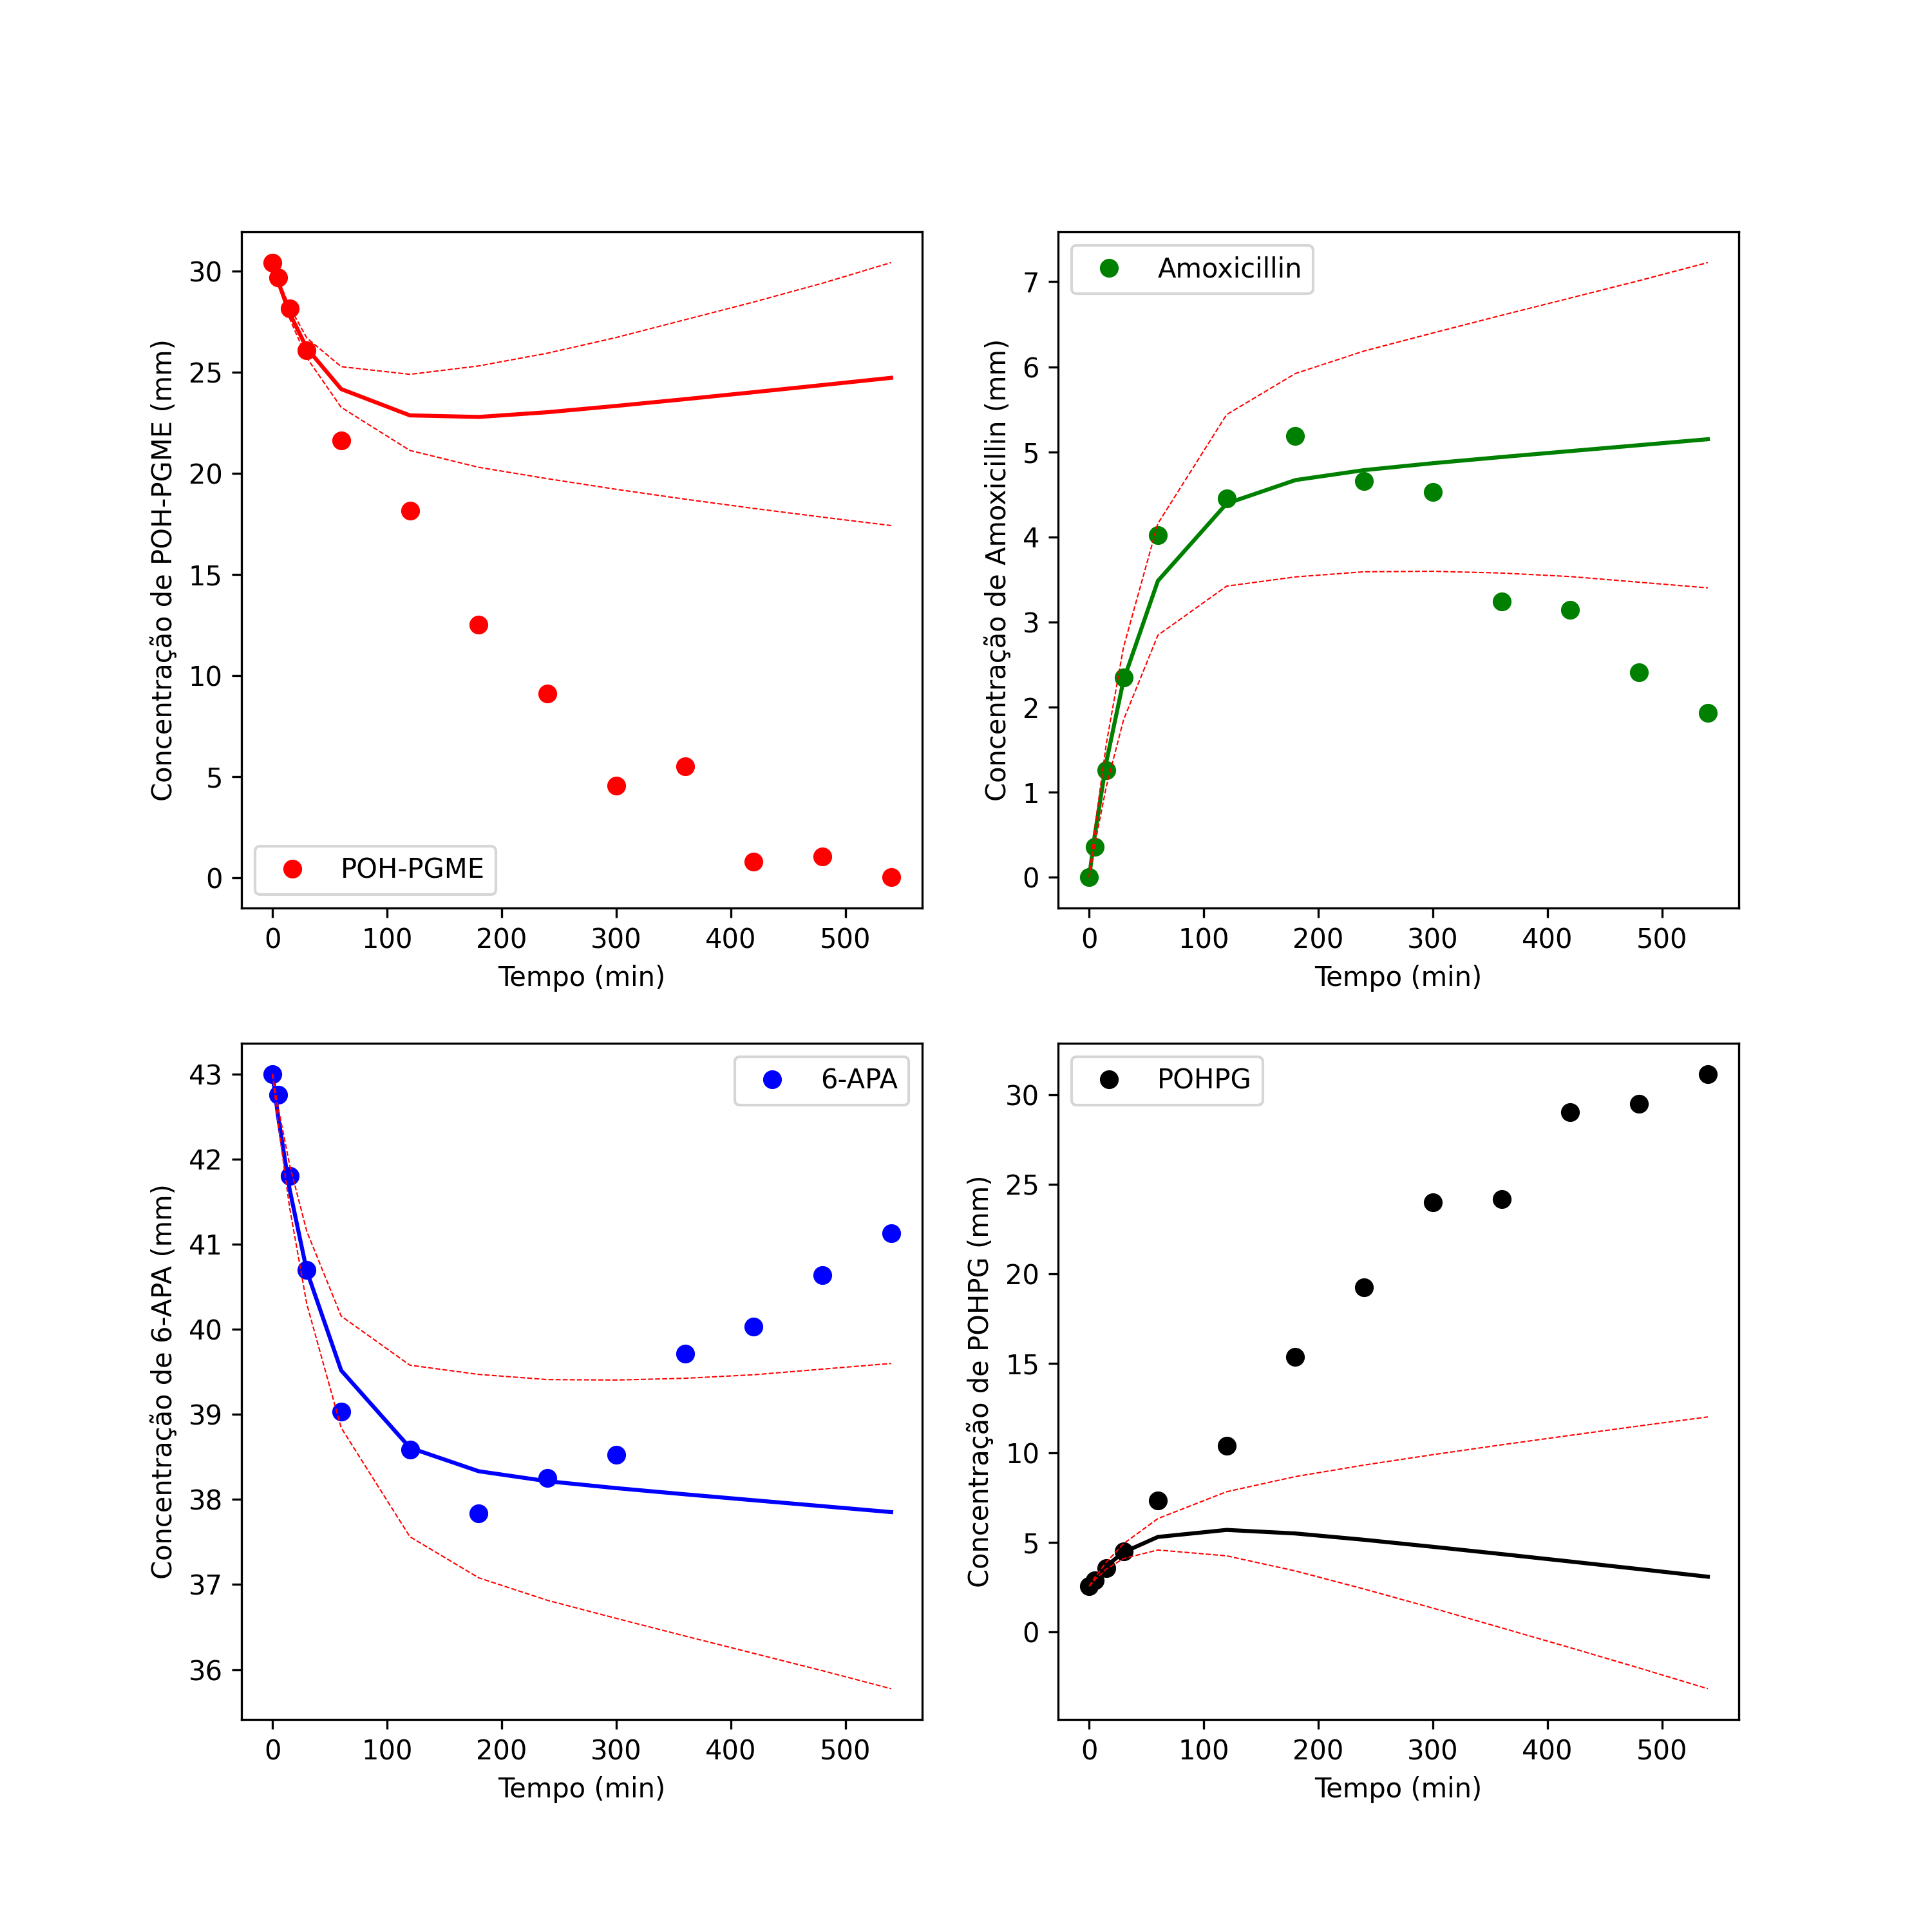 Concentração de POH-PGME (mm)
30
25
20
15
10
5
0
POH-PGME
0 100 200 300 400 500
Tempo (min)
Concentração de Amoxicillin (mm)
7
6
5
4
3
2
1
0
Amoxicillin
0 100 200 300 400 500
Tempo (min)
Concentração de 6-APA (mm)
43
42
41
40
39
38
37
36
6-APA
0 100 200 300 400 500
Tempo (min)
Concentração de POHPG (mm)
30
25
20
15
10
5
0
POHPG
0 100 200 300 400 500
Tempo (min)